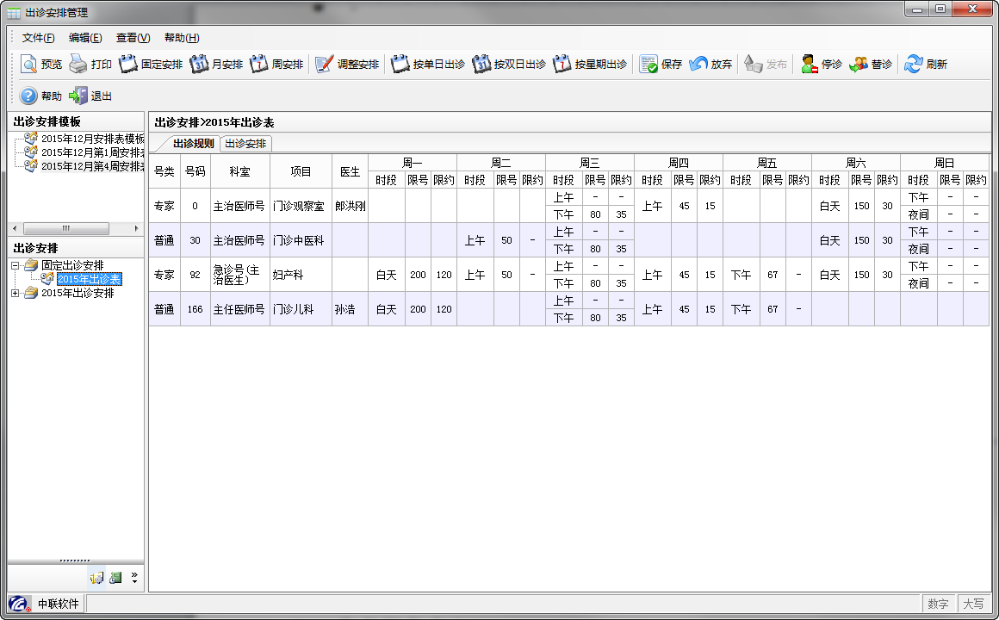 出诊安排管理
文件(F) 编辑(E) 查看(V) 帮助(H)
预览 打印 固定安排 月安排 周安排 调整安排 按单日出诊 按双日出诊 按星期出诊 保存 放弃 发布 停诊 替诊 刷新
帮助 退出
出诊安排模板
2015年12月安排表模板
2015年12月第1周安排表
2015年12月第4周安排表
出诊安排
固定出诊安排
2015年出诊表
2015年出诊安排
出诊安排>2015年出诊表
出诊规则 出诊安排
号类 号码 科室 项目 医生 周一 周二 周三 周四 周五 周六 周日
时段 限号 限约 时段 限号 限约 时段 限号 限约 时段 限号 限约 时段 限号 限约 时段 限号 限约 时段 限号 限约
专家 0 主治医师号 门诊观察室 郎洪刚 上午 - - 上午 45 15 白天 150 30 下午 - -
下午 80 35 夜间 - -
普通 30 主治医师号 门诊中医科 上午 50 - 上午 - - 白天 150 30 下午 - -
下午 80 35 夜间 - -
专家 92 急诊号(主治医生) 妇产科 白天 200 120 上午 50 - 上午 - - 上午 45 15 下午 67 - 白天 150 30 下午 - -
下午 80 35 夜间 - -
普通 166 主任医师号 门诊儿科 孙浩 白天 200 120 上午 - - 上午 45 15 下午 67 -
下午 80 35
中联软件 数字 大写